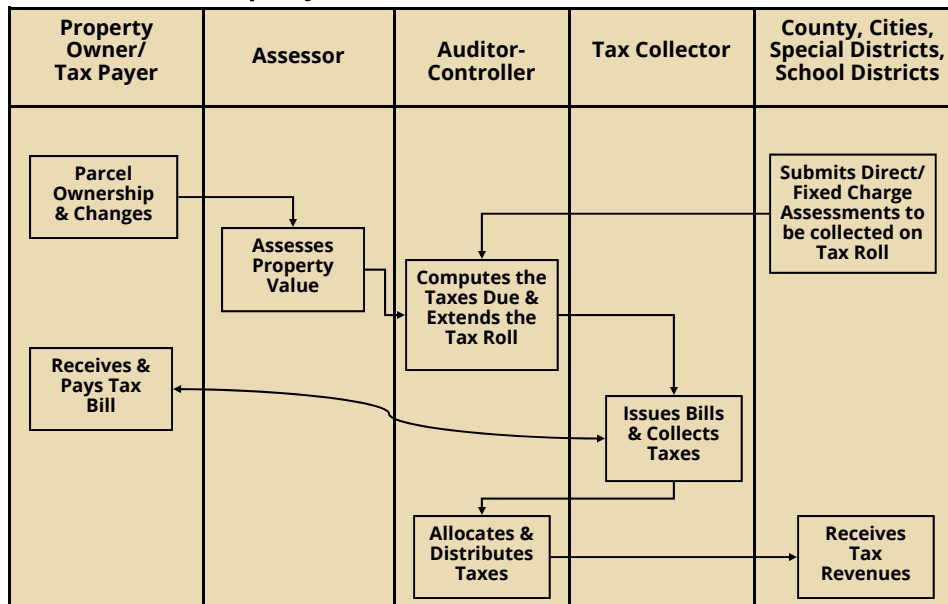 Property
Owner/
Tax Payer
Assessor
Auditor-
Controller
Tax Collector
County, Cities,
Special Districts,
School Districts
Parcel
Ownership
& Changes
Submits Direct/
Fixed Charge
Assessments to
be collected on
Tax Roll
Assesses
Property
Value
Computes the
Taxes Due &
Extends the
Tax Roll
Receives &
Pays Tax
Bill
Issues Bills
& Collects
Taxes
Allocates &
Distributes
Taxes
Receives
Tax
Revenues